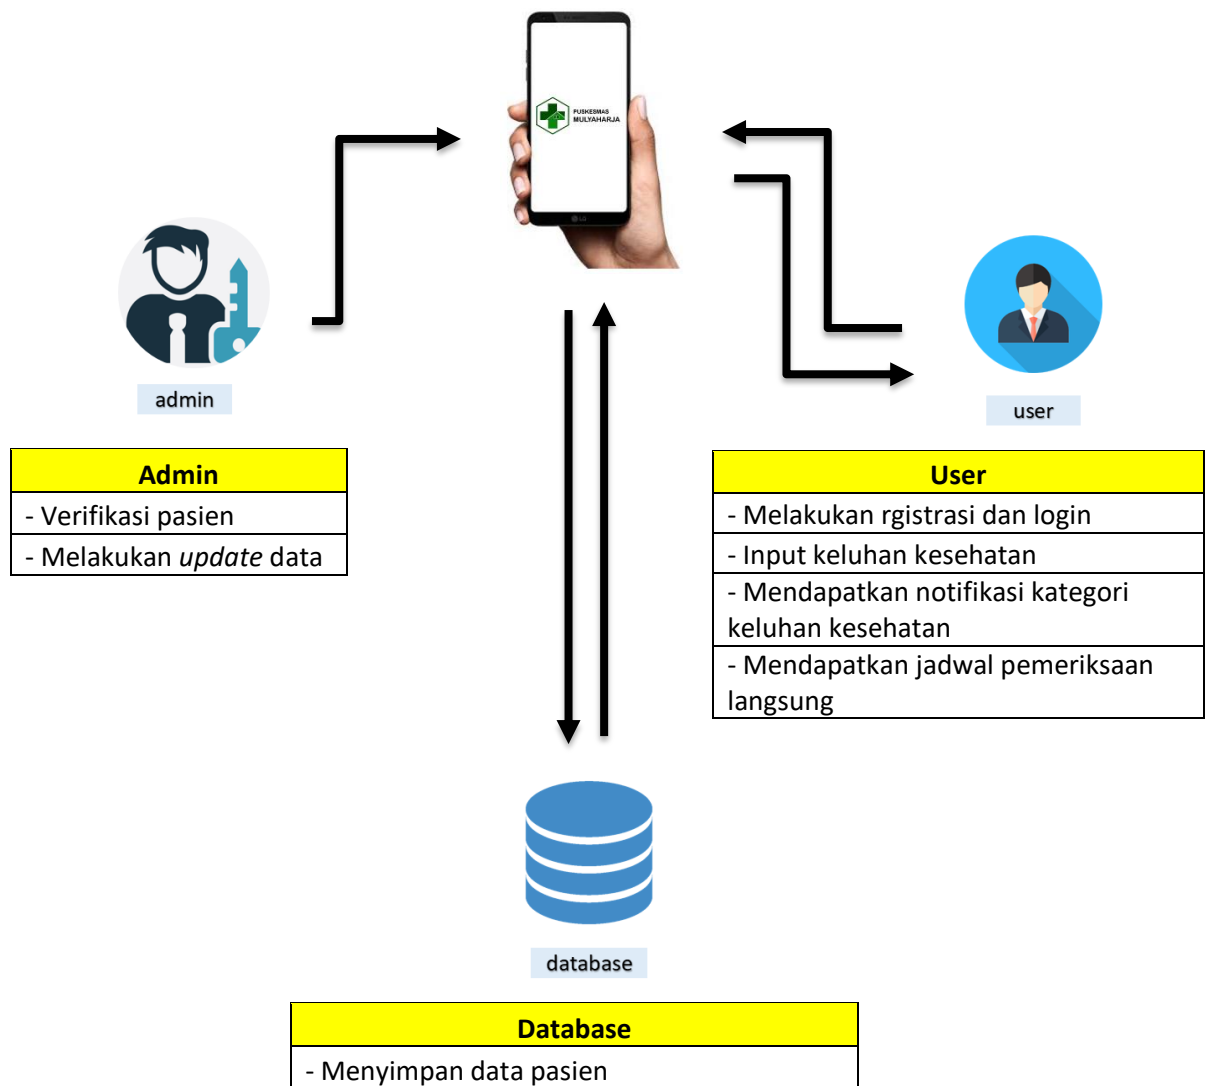 PUSKESMAS
MULYAHARJA
LG
admin
user
Admin
- Verifikasi pasien
- Melakukan update data
User
- Melakukan rgistrasi dan login
- Input keluhan kesehatan
- Mendapatkan notifikasi kategori
keluhan kesehatan
- Mendapatkan jadwal pemeriksaan
langsung
database
Database
- Menyimpan data pasien